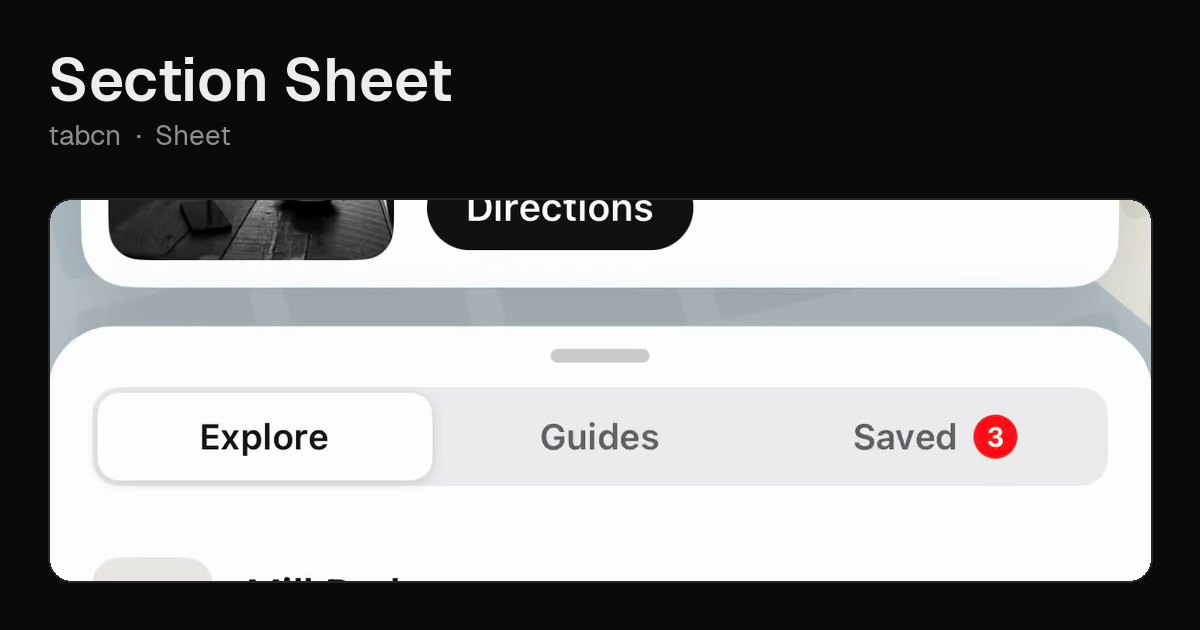 Section Sheet
tabcn · Sheet
Directions
Explore
Guides
Saved 3